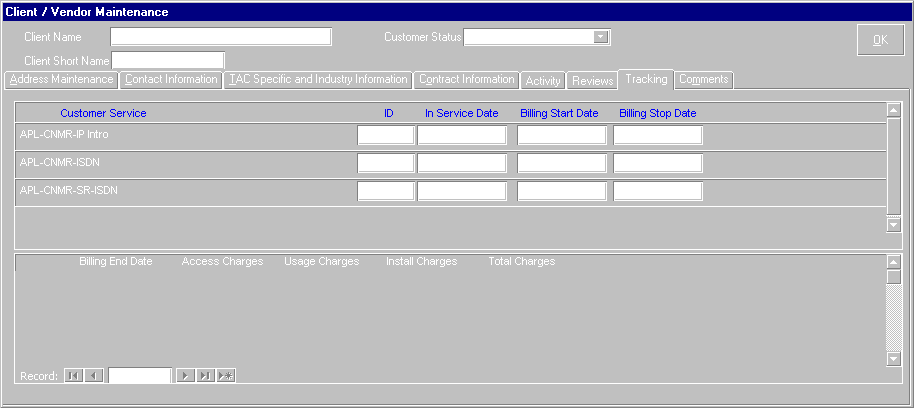 Client / Vendor Maintenance
Client Name
Customer Status
OK
Client Short Name
Address Maintenance
Contact Information
TAC Specific and Industry Information
Contract Information
Activity
Reviews
Tracking
Comments
Customer Service ID In Service Date Billing Start Date Billing Stop Date
APL-CNMR-IP Intro
APL-CNMR-ISDN
APL-CNMR-SR-ISDN
Billing End Date Access Charges Usage Charges Install Charges Total Charges
Record: